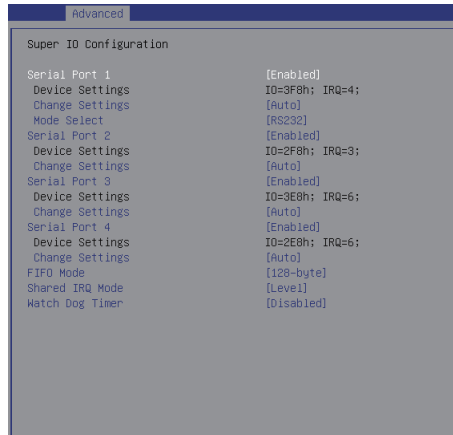 Advanced
Super IO Configuration
Serial Port 1 [Enabled]
Device Settings IO=3F8h; IRQ=4;
Change Settings [Auto]
Mode Select [RS232]
Serial Port 2 [Enabled]
Device Settings IO=2F8h; IRQ=3;
Change Settings [Auto]
Serial Port 3 [Enabled]
Device Settings IO=3E8h; IRQ=6;
Change Settings [Auto]
Serial Port 4 [Enabled]
Device Settings IO=2E8h; IRQ=6;
Change Settings [Auto]
FIFO Mode [128-byte]
Shared IRQ Mode [Level]
Watch Dog Timer [Disabled]